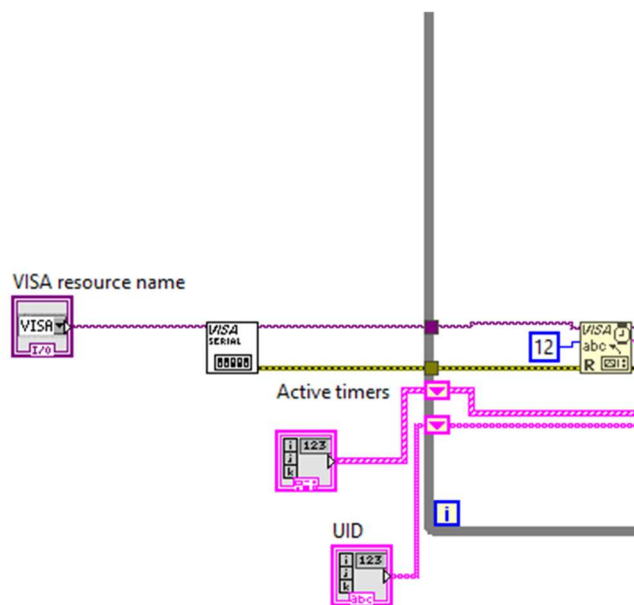 VISA resource name
VISA
I/O
VISA
SERIAL
VISA
abc
R
12
Active timers
i
j
k
123
i
UID
i
j
k
123
abc